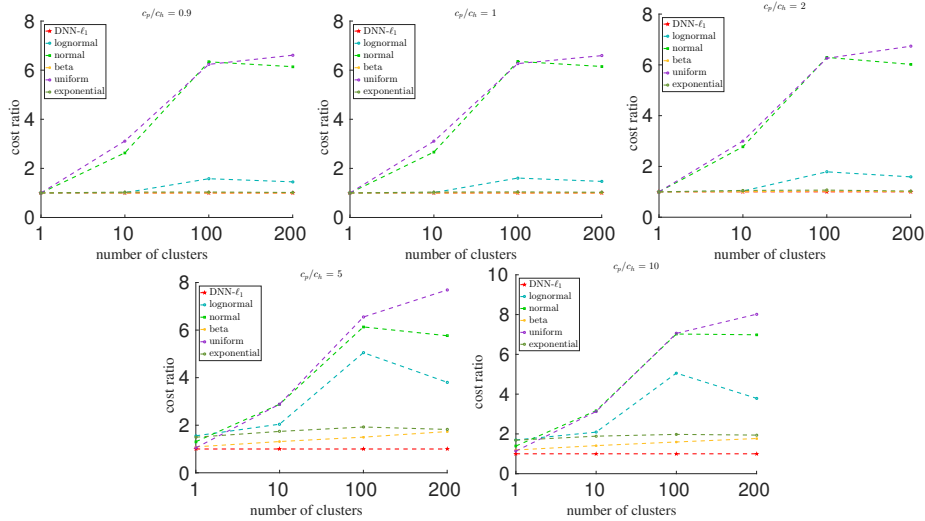 c_p/c_h = 0.9
8
6
4
2
0
cost ratio
DNN-ℓ₁
lognormal
normal
beta
uniform
exponential
1 10 100 200
number of clusters
c_p/c_h = 1
8
6
4
2
0
cost ratio
DNN-ℓ₁
lognormal
normal
beta
uniform
exponential
1 10 100 200
number of clusters
c_p/c_h = 2
8
6
4
2
0
cost ratio
DNN-ℓ₁
lognormal
normal
beta
uniform
exponential
1 10 100 200
number of clusters
c_p/c_h = 5
8
6
4
2
0
cost ratio
DNN-ℓ₁
lognormal
normal
beta
uniform
exponential
1 10 100 200
number of clusters
c_p/c_h = 10
10
8
6
4
2
0
cost ratio
DNN-ℓ₁
lognormal
normal
beta
uniform
exponential
1 10 100 200
number of clusters